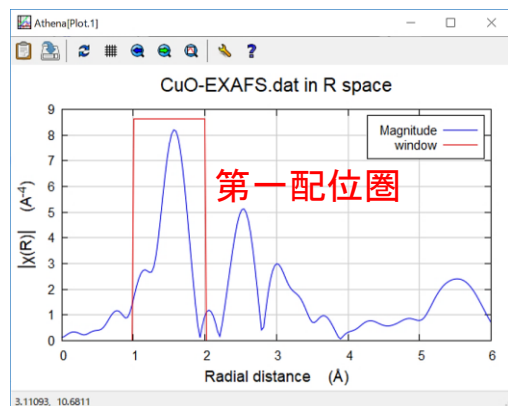 Athena[Plot.1]
CuO-EXAFS.dat in R space
9
8
7
6
5
4
3
2
1
0
|χ(R)| (A⁻⁴)
Magnitude
window
第一配位圏
0 1 2 3 4 5 6
Radial distance (Å)
3.11093, 10.6811